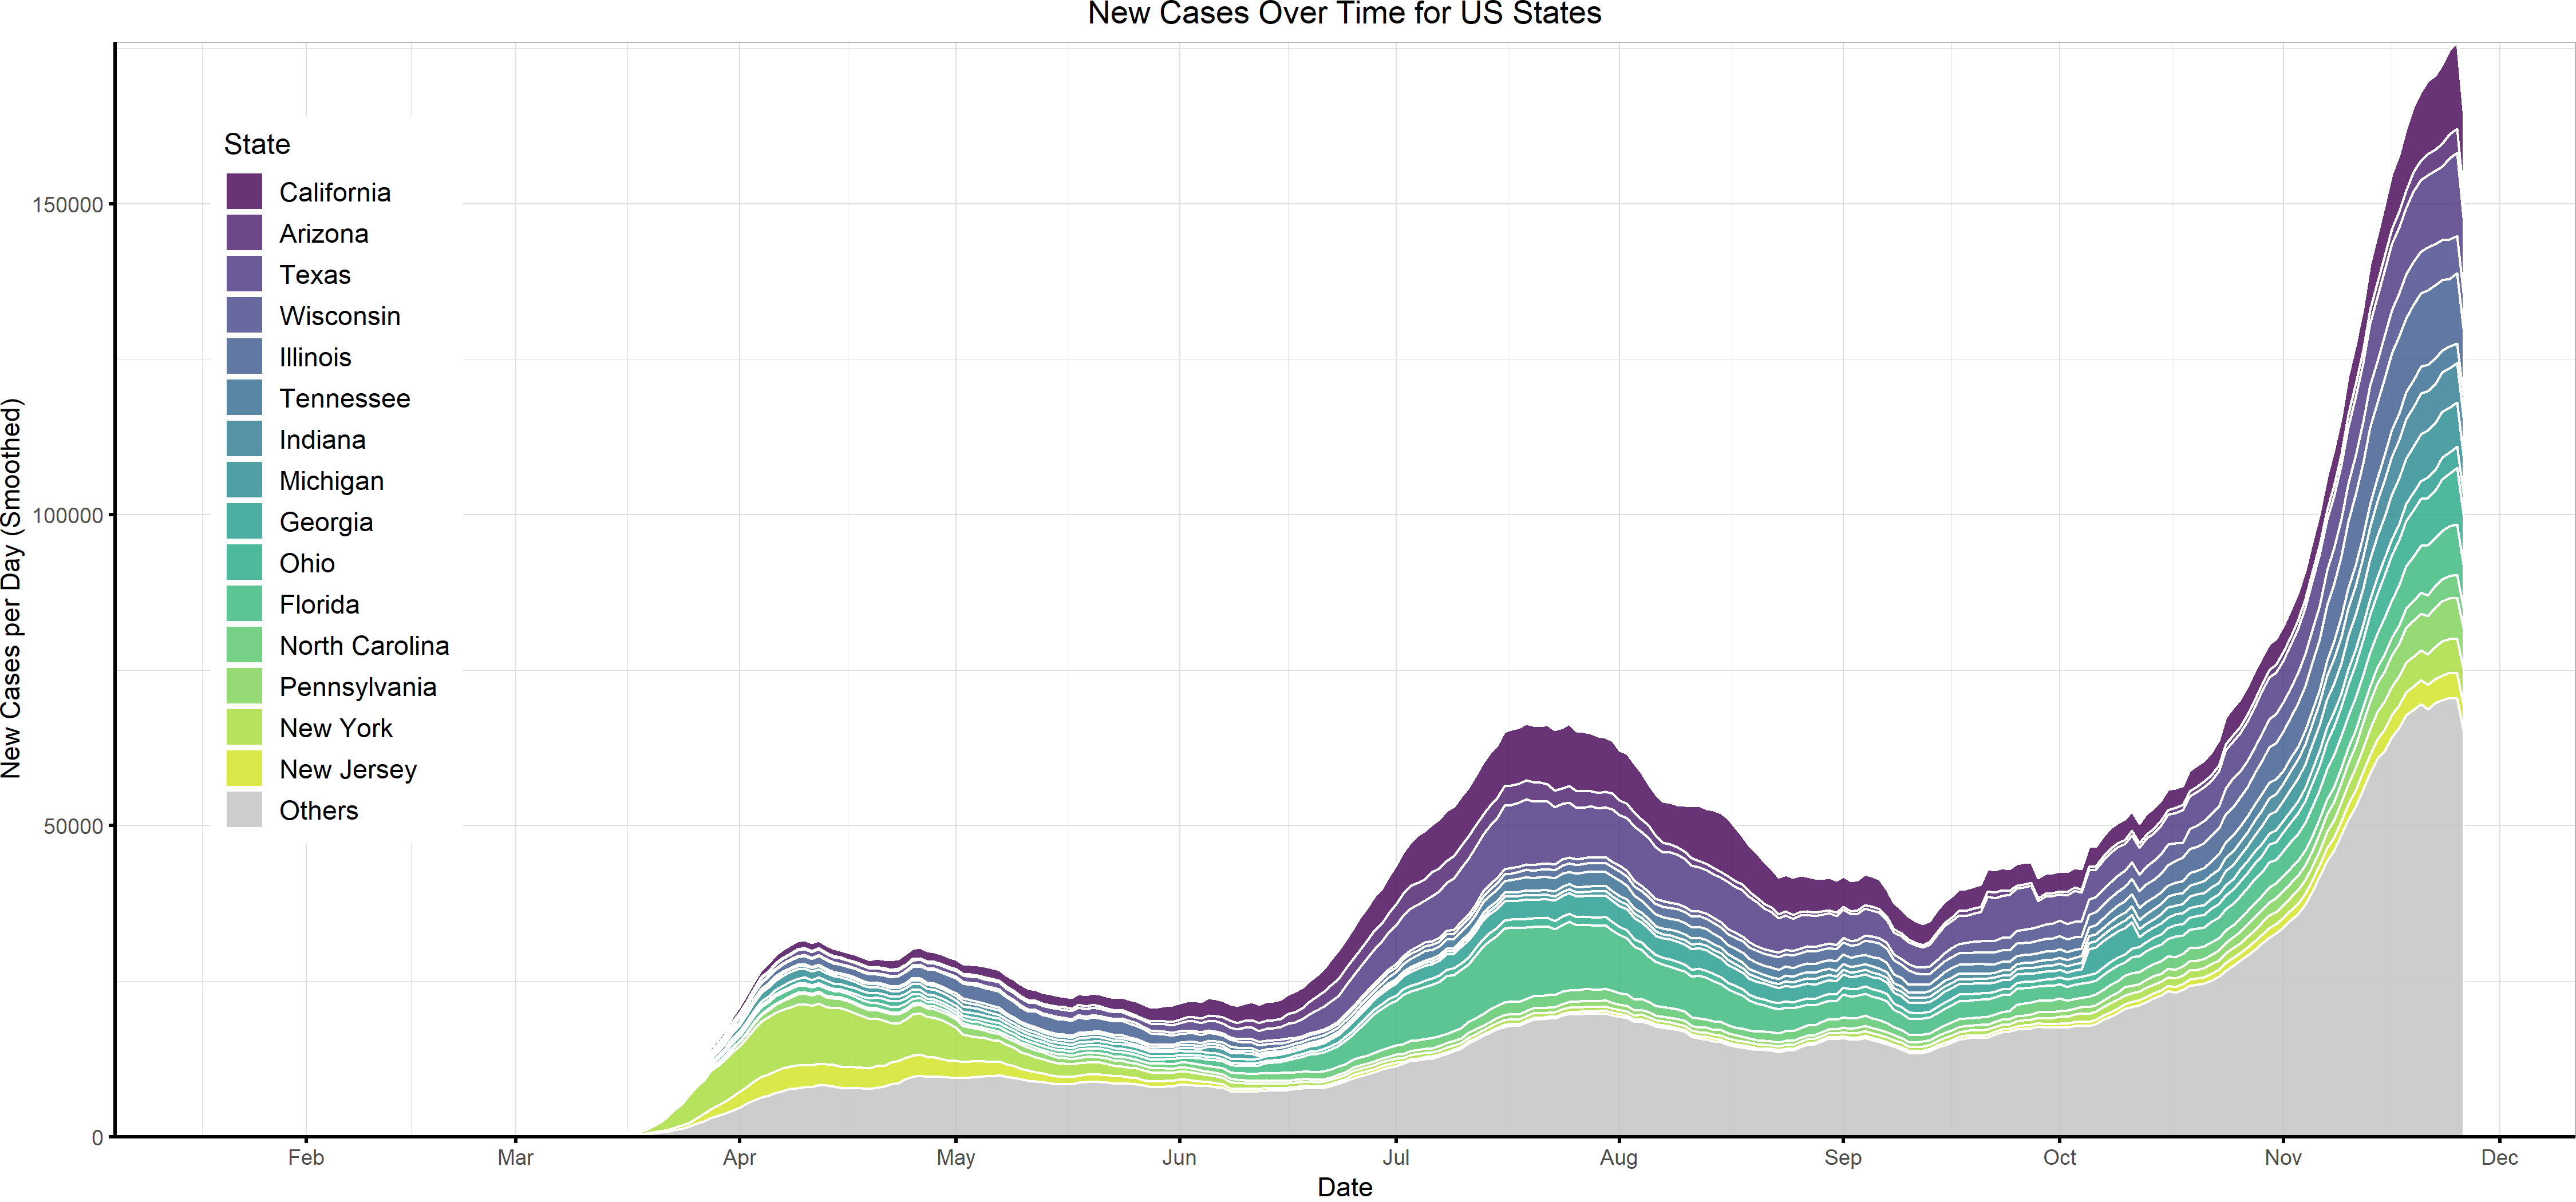 New Cases Over Time for US States
New Cases per Day (Smoothed)
150000
100000
50000
0
State
California
Arizona
Texas
Wisconsin
Illinois
Tennessee
Indiana
Michigan
Georgia
Ohio
Florida
North Carolina
Pennsylvania
New York
New Jersey
Others
Feb Mar Apr May Jun Jul Aug Sep Oct Nov Dec
Date